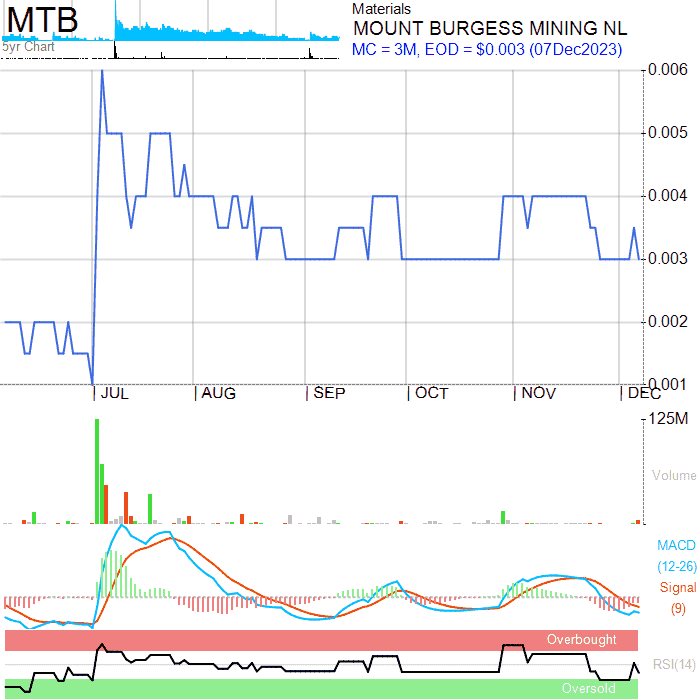 MTB
5yr Chart
Materials
MOUNT BURGESS MINING NL
MC = 3M, EOD = $0.003 (07Dec2023)
0.006
0.005
0.004
0.003
0.002
0.001
JUL AUG SEP OCT NOV DEC
125M
Volume
MACD
(12-26)
Signal
(9)
Overbought
RSI(14)
Oversold